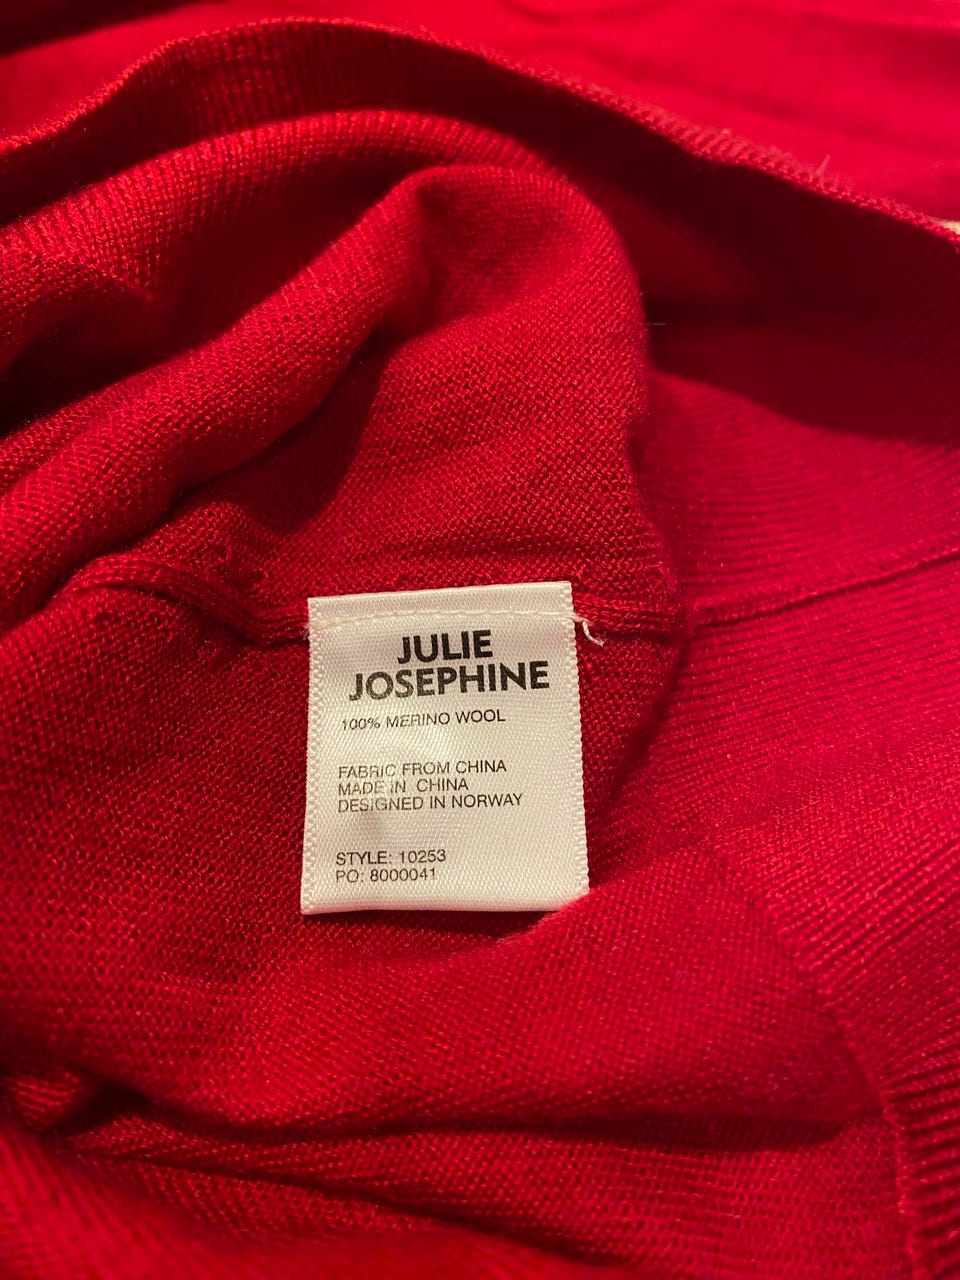 JULIE
JOSEPHINE
100% MERINO WOOL
FABRIC FROM CHINA
MADE IN CHINA
DESIGNED IN NORWAY
STYLE: 10253
PO: 8000041